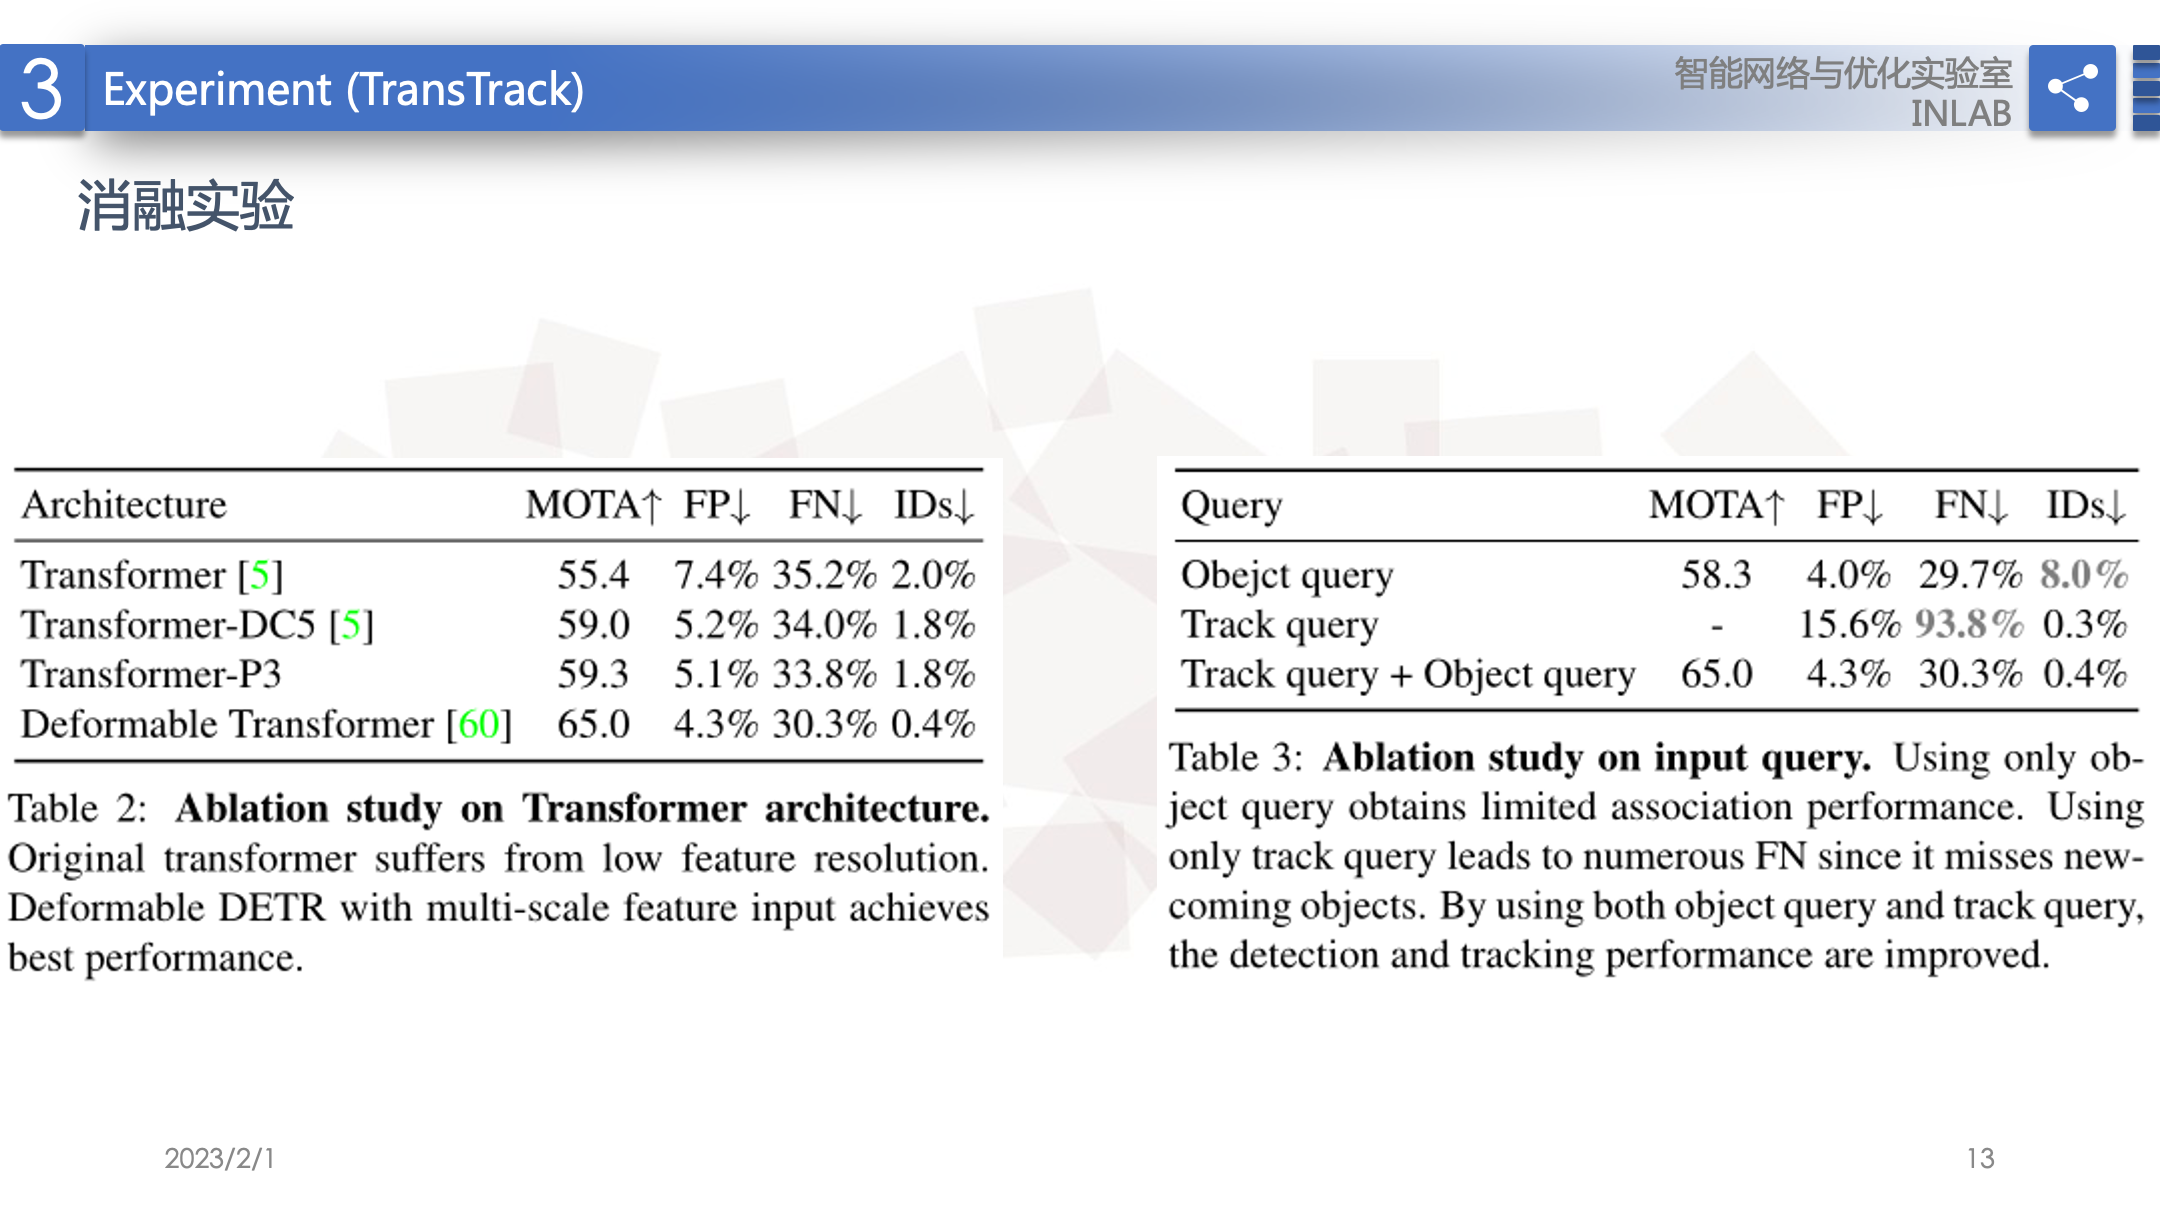 3 Experiment (TransTrack)
智能网络与优化实验室
INLAB
消融实验
Architecture MOTA↑ FP↓ FN↓ IDs↓
Transformer [5] 55.4 7.4% 35.2% 2.0%
Transformer-DC5 [5] 59.0 5.2% 34.0% 1.8%
Transformer-P3 59.3 5.1% 33.8% 1.8%
Deformable Transformer [60] 65.0 4.3% 30.3% 0.4%
Table 2: Ablation study on Transformer architecture.
Original transformer suffers from low feature resolution.
Deformable DETR with multi-scale feature input achieves
best performance.
Query MOTA↑ FP↓ FN↓ IDs↓
Obejct query 58.3 4.0% 29.7% 8.0%
Track query - 15.6% 93.8% 0.3%
Track query + Object query 65.0 4.3% 30.3% 0.4%
Table 3: Ablation study on input query. Using only ob-
ject query obtains limited association performance. Using
only track query leads to numerous FN since it misses new-
coming objects. By using both object query and track query,
the detection and tracking performance are improved.
2023/2/1
13